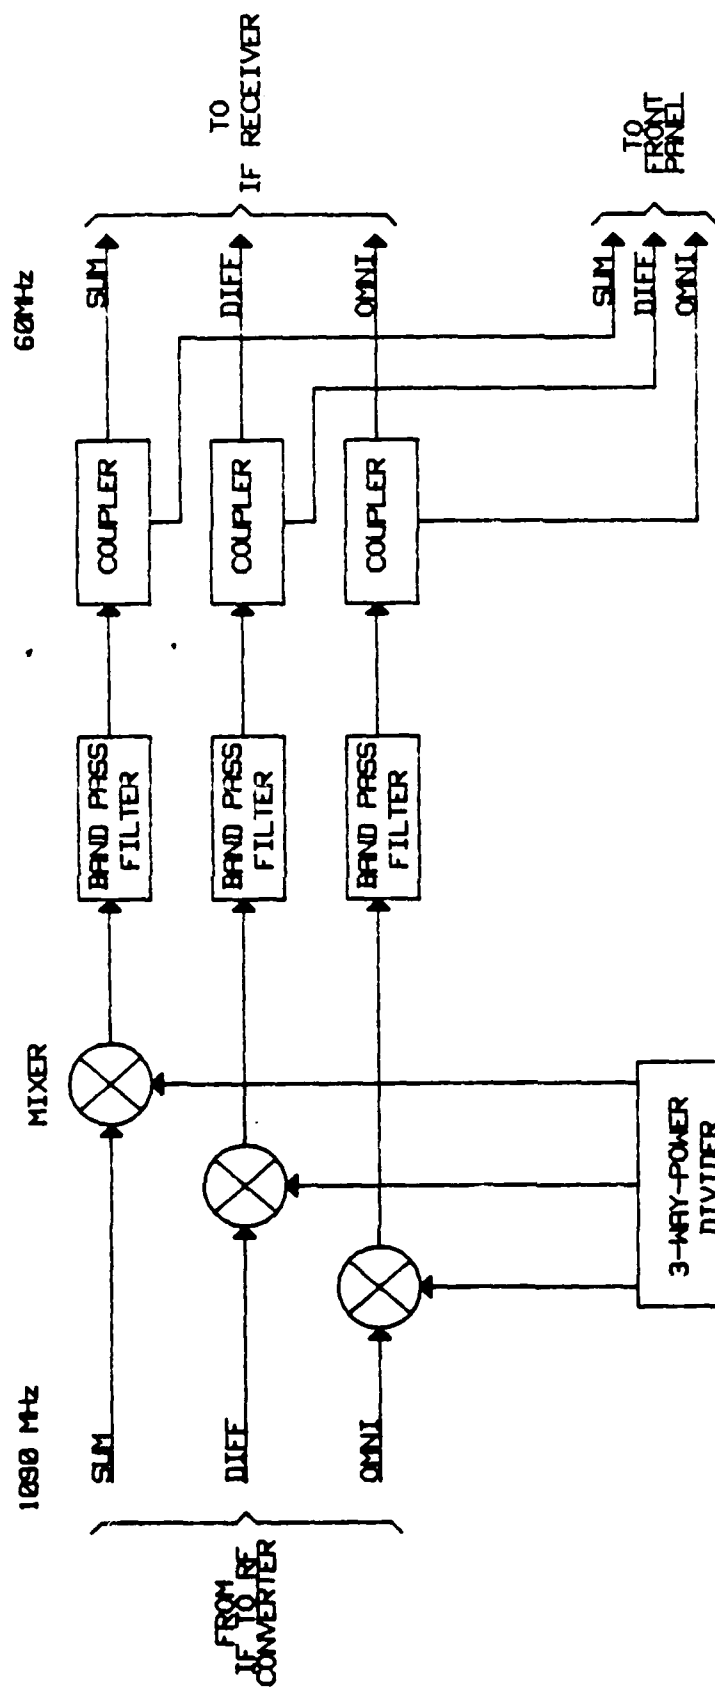 1090 MHz
MIXER
60MHz
FROM
IF TO RF
CONVERTER
SUM
DIFF
OMNI
BAND PASS
FILTER
BAND PASS
FILTER
BAND PASS
FILTER
COUPLER
COUPLER
COUPLER
SUM
DIFF
OMNI
TO
IF RECEIVER
SUM
DIFF
OMNI
TO
FRONT
PANEL
3-WAY-POWER
DIVIDER